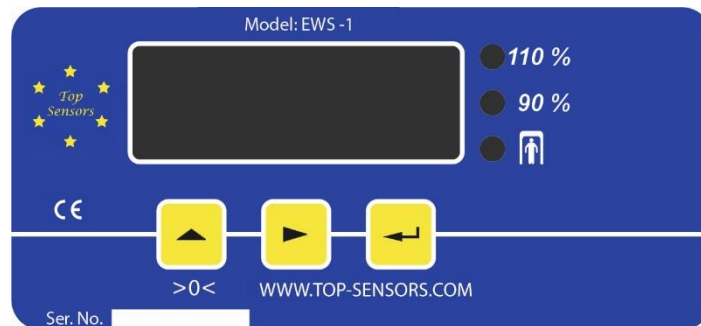 Model: EWS -1
110 %
Top
Sensors
90 %
CE
>0<
WWW.TOP-SENSORS.COM
Ser. No.